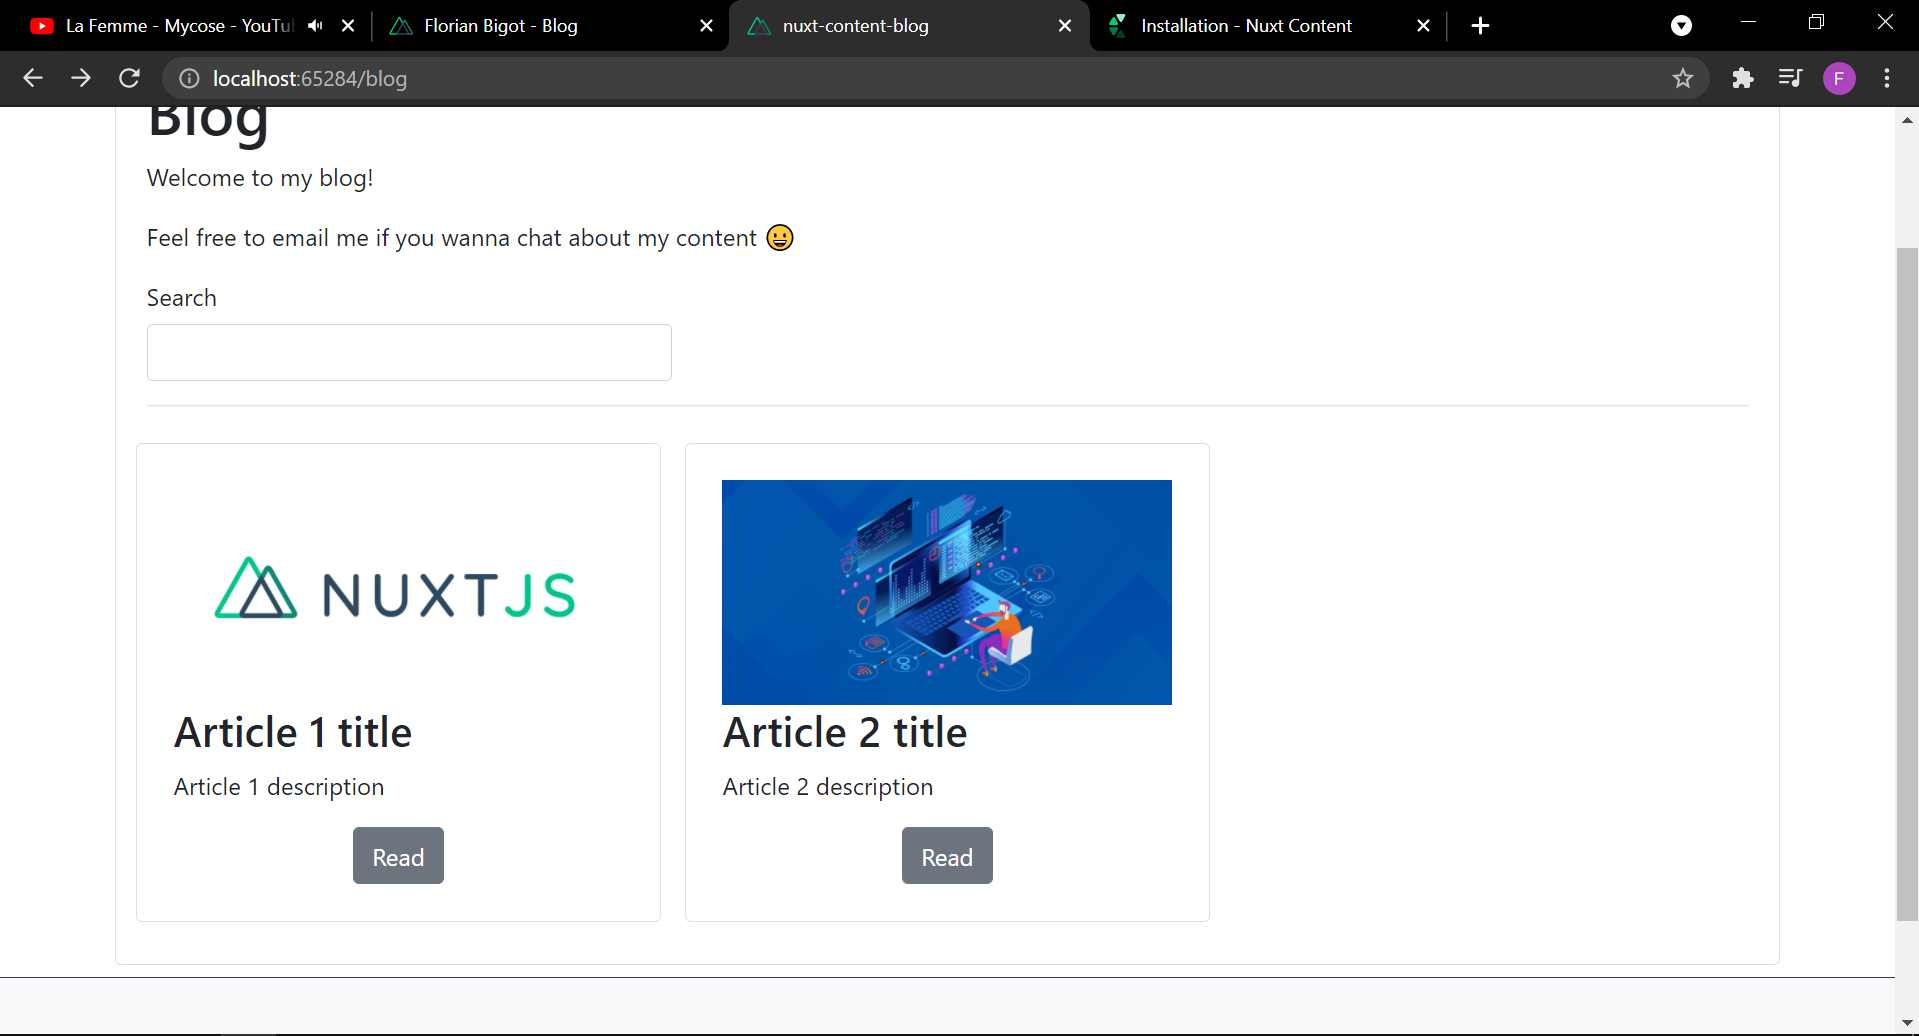 La Femme - Mycose - YouTu
Florian Bigot - Blog
nuxt-content-blog
Installation - Nuxt Content
localhost:65284/blog
F
Blog
Welcome to my blog!
Feel free to email me if you wanna chat about my content 😀
Search
NUXTJS
Article 1 title
Article 1 description
Read
Article 2 title
Article 2 description
Read